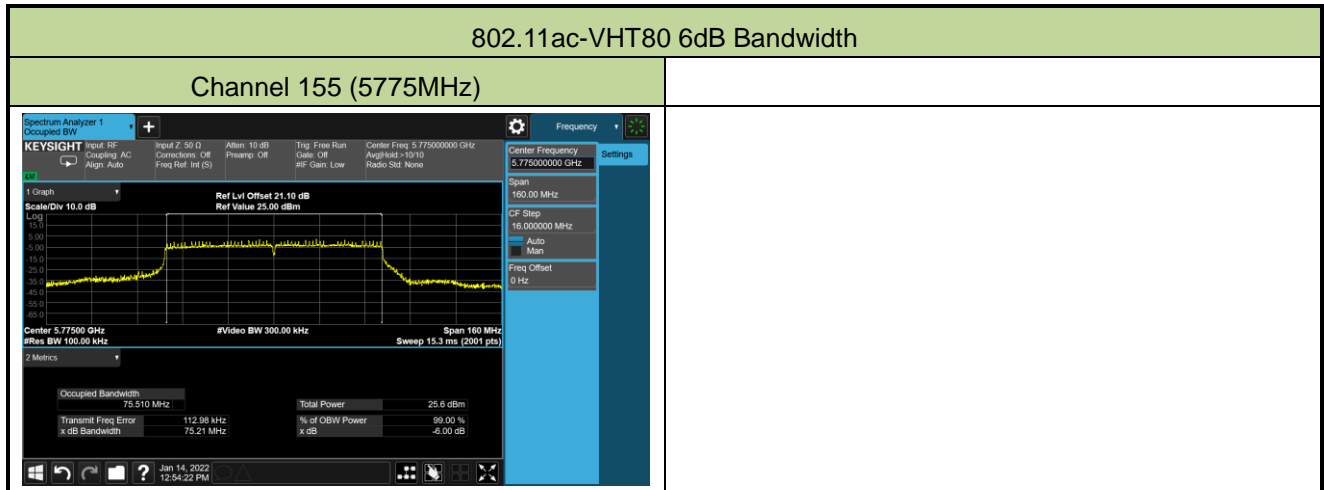 802.11ac-VHT80 6dB Bandwidth
Channel 155 (5775MHz)
Spectrum Analyzer 1
Occupied BW
Frequency
KEYSIGHT
Input: RF
Coupling: AC
Align: Auto
Input Z: 50 Ω
Corrections: Off
Freq Ref: Int (S)
Atten: 10 dB
Preamp: Off
Trig: Free Run
Gate: Off
#IF Gain: Low
Center Freq: 5.775000000 GHz
Avg|Hold:>10/10
Radio Std: None
Center Frequency
5.775000000 GHz
Settings
Span
160.00 MHz
CF Step
16.000000 MHz
Auto
Man
Freq Offset
0 Hz
1 Graph
Scale/Div 10.0 dB
Ref Lvl Offset 21.10 dB
Ref Value 25.00 dBm
Log
15.0
5.00
-5.00
-15.0
-25.0
-35.0
-45.0
-55.0
-65.0
Center 5.77500 GHz
#Video BW 300.00 kHz
Span 160 MHz
#Res BW 100.00 kHz
Sweep 15.3 ms (2001 pts)
2 Metrics
Occupied Bandwidth
75.510 MHz
Total Power 25.6 dBm
Transmit Freq Error 112.98 kHz
% of OBW Power 99.00 %
x dB Bandwidth 75.21 MHz
x dB -6.00 dB
Jan 14, 2022
12:54:22 PM